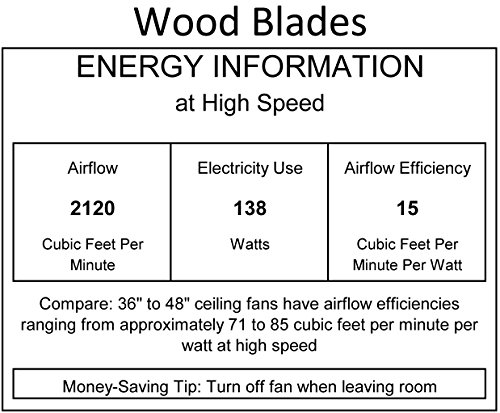 Wood Blades
ENERGY INFORMATION
at High Speed
Airflow
2120
Cubic Feet Per
Minute
Electricity Use
138
Watts
Airflow Efficiency
15
Cubic Feet Per
Minute Per Watt
Compare: 36" to 48" ceiling fans have airflow efficiencies
ranging from approximately 71 to 85 cubic feet per minute per
watt at high speed
Money-Saving Tip: Turn off fan when leaving room